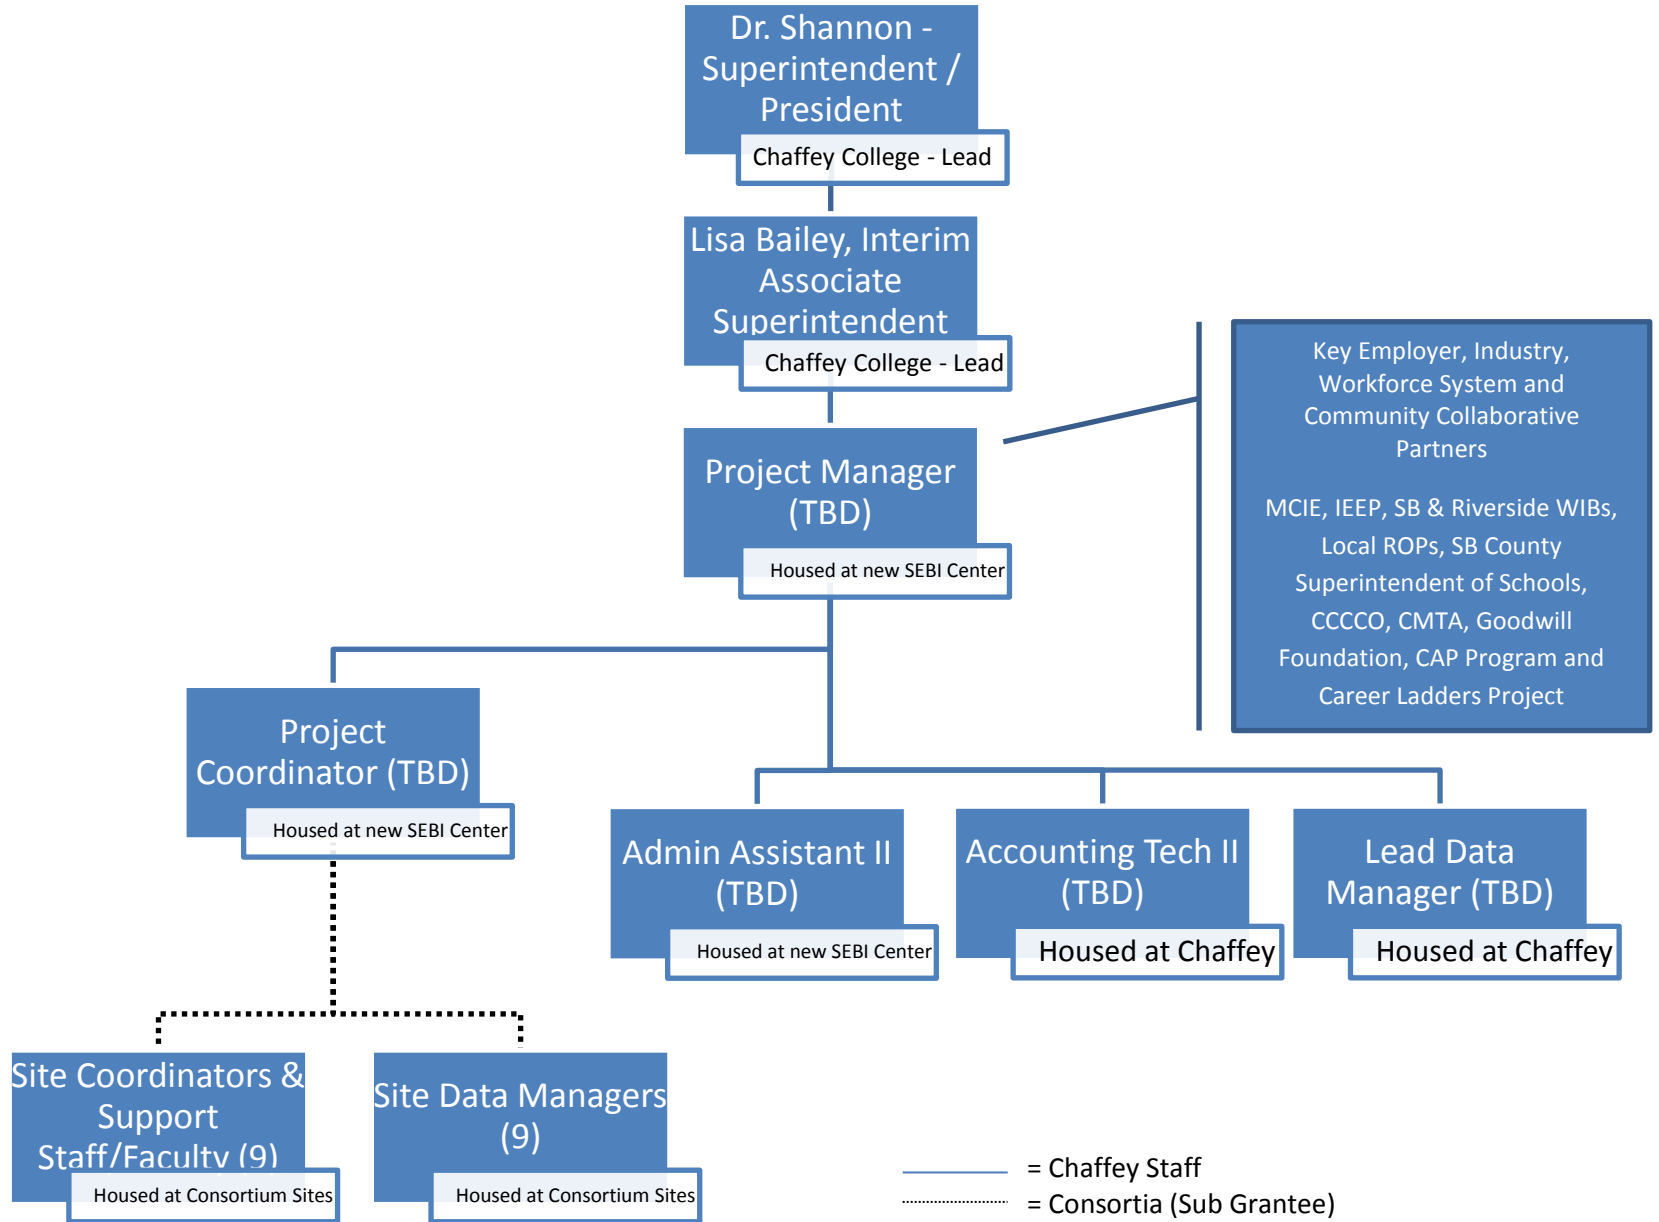 Dr. Shannon -
Superintendent /
President
Chaffey College - Lead
Lisa Bailey, Interim
Associate
Superintendent
Chaffey College - Lead
Key Employer, Industry,
Workforce System and
Community Collaborative
Partners
MCIE, IEEP, SB & Riverside WIBs,
Local ROPs, SB County
Superintendent of Schools,
CCCCO, CMTA, Goodwill
Foundation, CAP Program and
Career Ladders Project
Project Manager
(TBD)
Housed at new SEBI Center
Project
Coordinator (TBD)
Housed at new SEBI Center
Admin Assistant II
(TBD)
Housed at new SEBI Center
Accounting Tech II
(TBD)
Housed at Chaffey
Lead Data
Manager (TBD)
Housed at Chaffey
Site Coordinators &
Support
Staff/Faculty (9)
Housed at Consortium Sites
Site Data Managers
(9)
Housed at Consortium Sites
= Chaffey Staff
= Consortia (Sub Grantee)